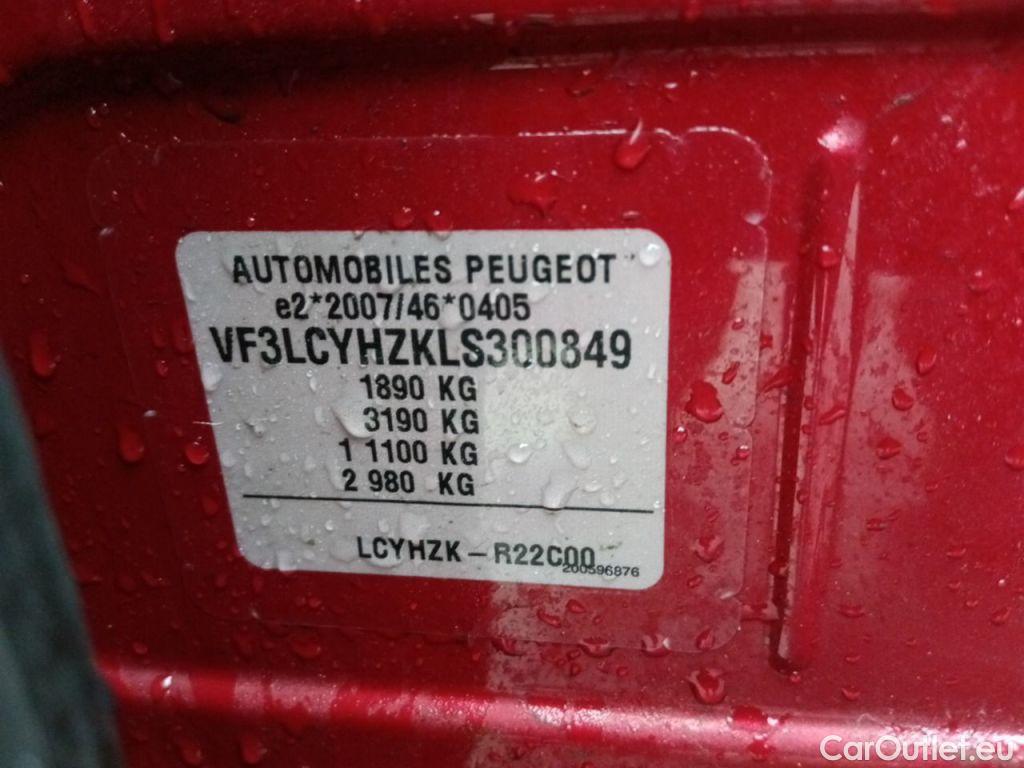 AUTOMOBILES PEUGEOT
e2*2007/46*0405
VF3LCYHZKLS300849
1890 KG
3190 KG
1 1100 KG
2 980 KG
LCYHZK – R22C00
200596876
CarOutlet.eu